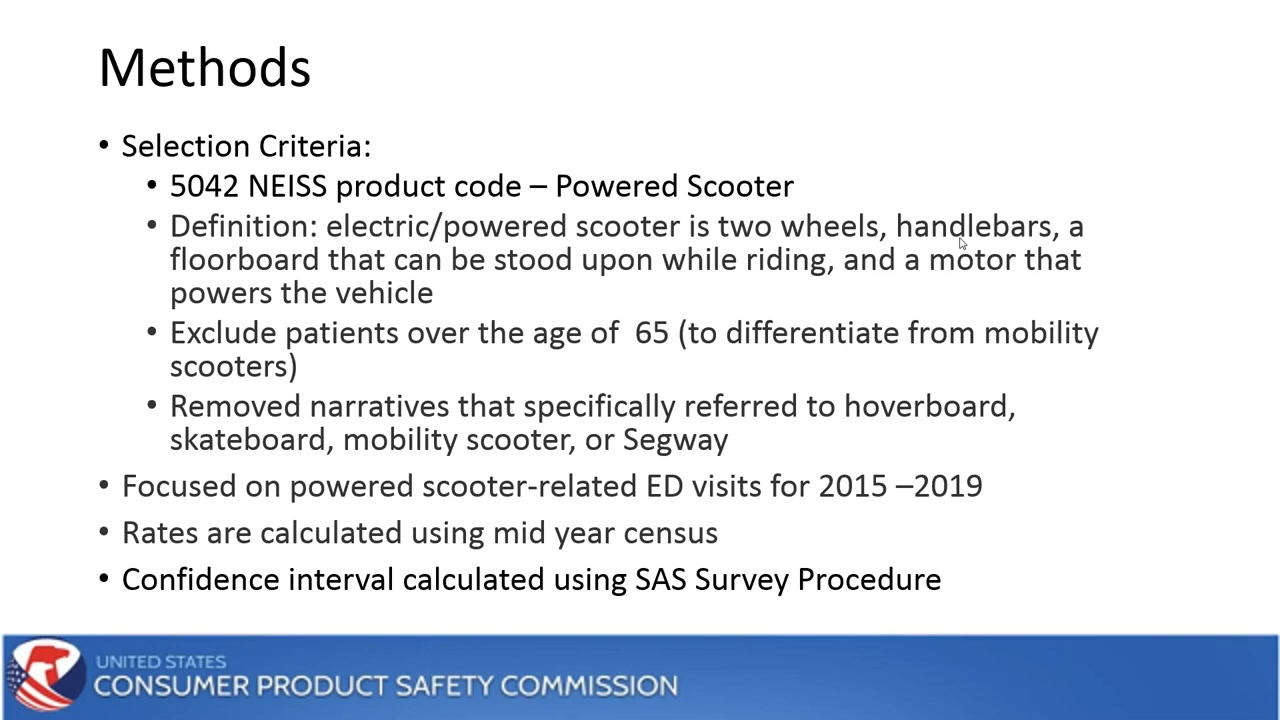 Methods
• Selection Criteria:
• 5042 NEISS product code – Powered Scooter
• Definition: electric/powered scooter is two wheels, handlebars, a
floorboard that can be stood upon while riding, and a motor that
powers the vehicle
• Exclude patients over the age of  65 (to differentiate from mobility
scooters)
• Removed narratives that specifically referred to hoverboard,
skateboard, mobility scooter, or Segway
• Focused on powered scooter-related ED visits for 2015 –2019
• Rates are calculated using mid year census
• Confidence interval calculated using SAS Survey Procedure
UNITED STATES
CONSUMER PRODUCT SAFETY COMMISSION